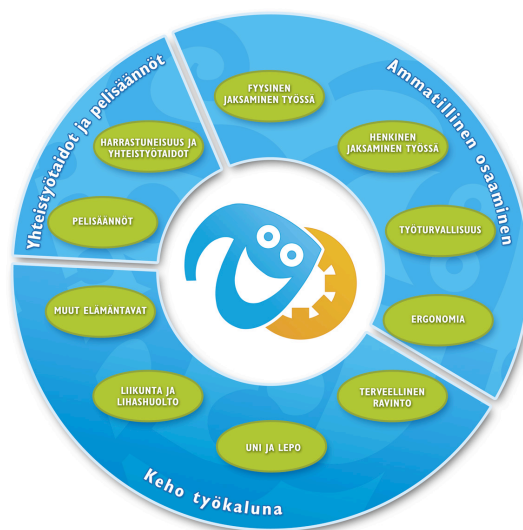 Ammatillinen osaaminen
FYYSINEN
JAKSAMINEN TYÖSSÄ
HENKINEN
JAKSAMINEN TYÖSSÄ
TYÖTURVALLISUUS
ERGONOMIA
Keho työkaluna
TERVEELLINEN
RAVINTO
UNI JA LEPO
LIIKUNTA JA
LIHASHUOLTO
MUUT ELÄMÄNTAVAT
Yhteistyötaidot ja pelisäännöt
PELISÄÄNNÖT
HARRASTUNEISUUS JA
YHTEISTYÖTAIDOT